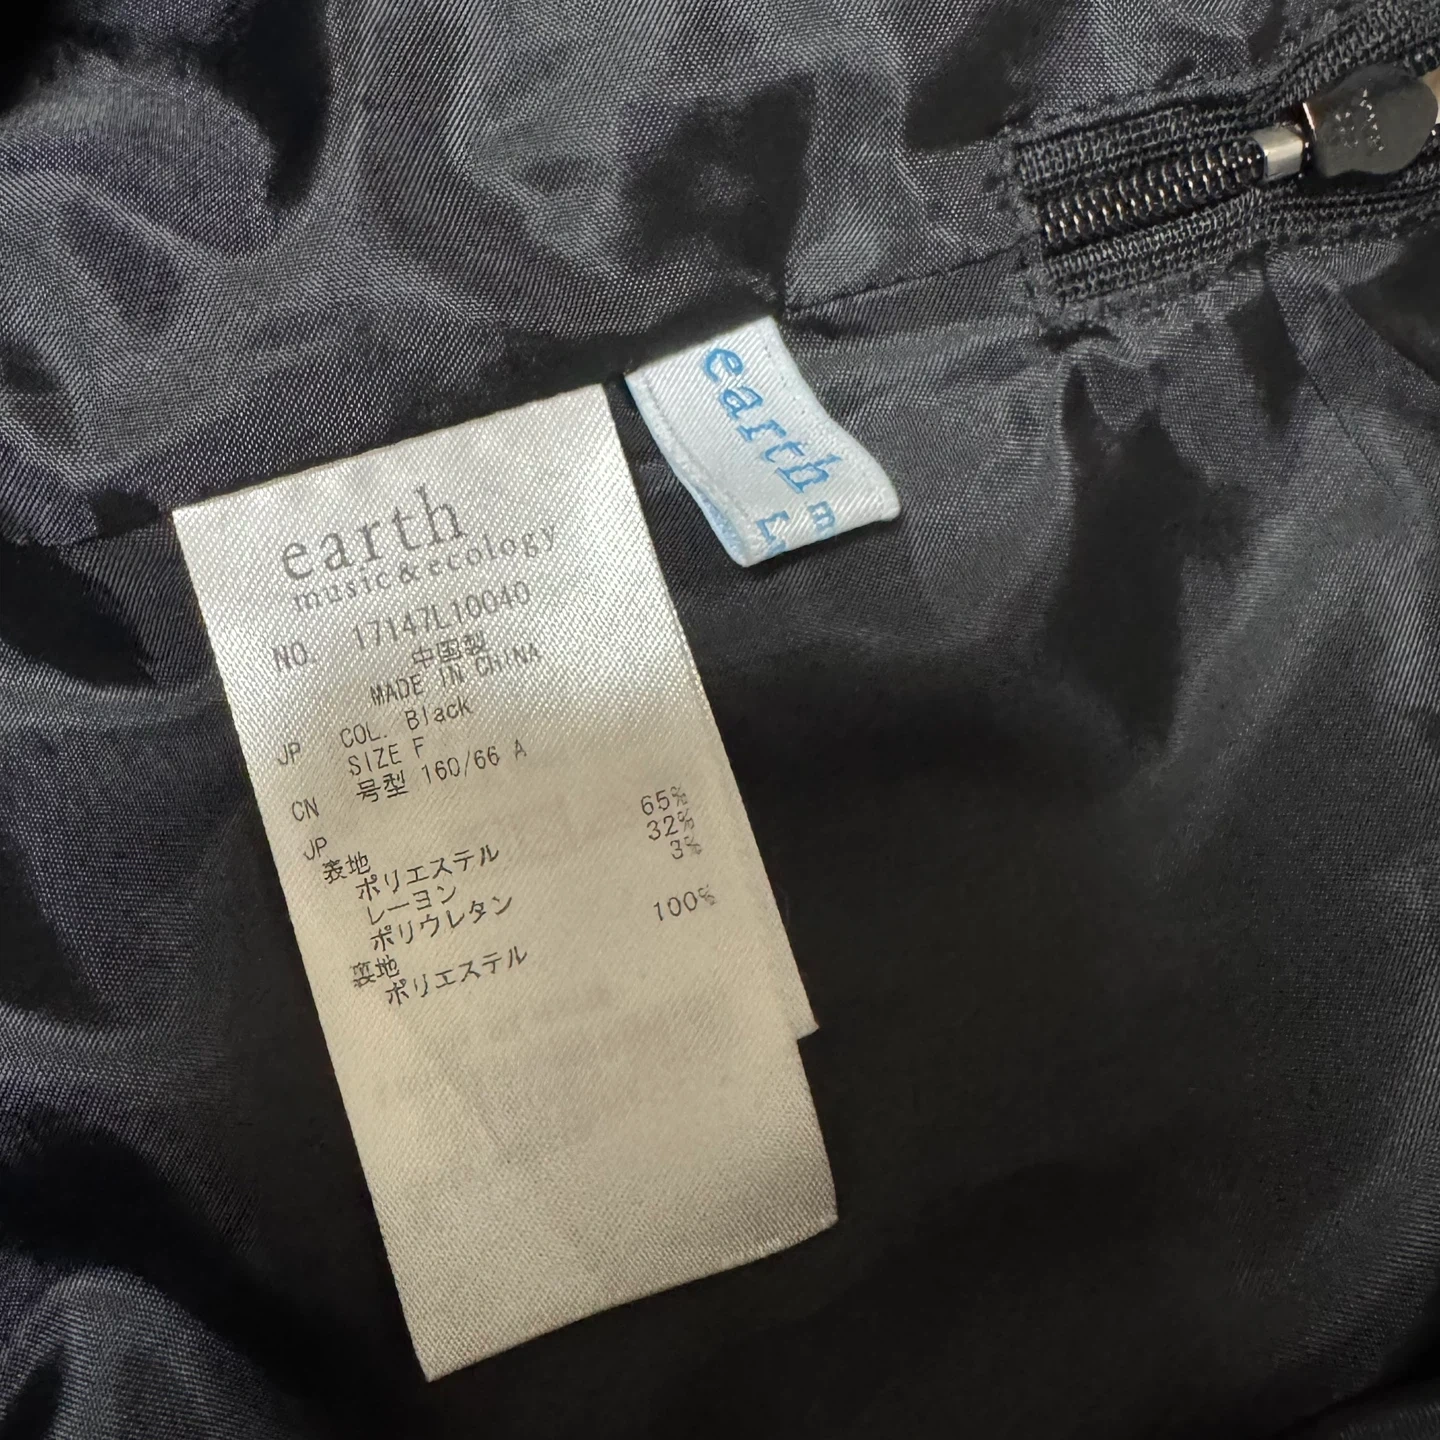 earth
music&ecology
NO. 17147L10040
中国製
MADE IN CHINA
JP COL. Black
SIZE F
CN 号型 160/66 A
JP
表地
ポリエステル 65%
レーヨン 32%
ポリウレタン 3%
裏地
ポリエステル 100%
earth